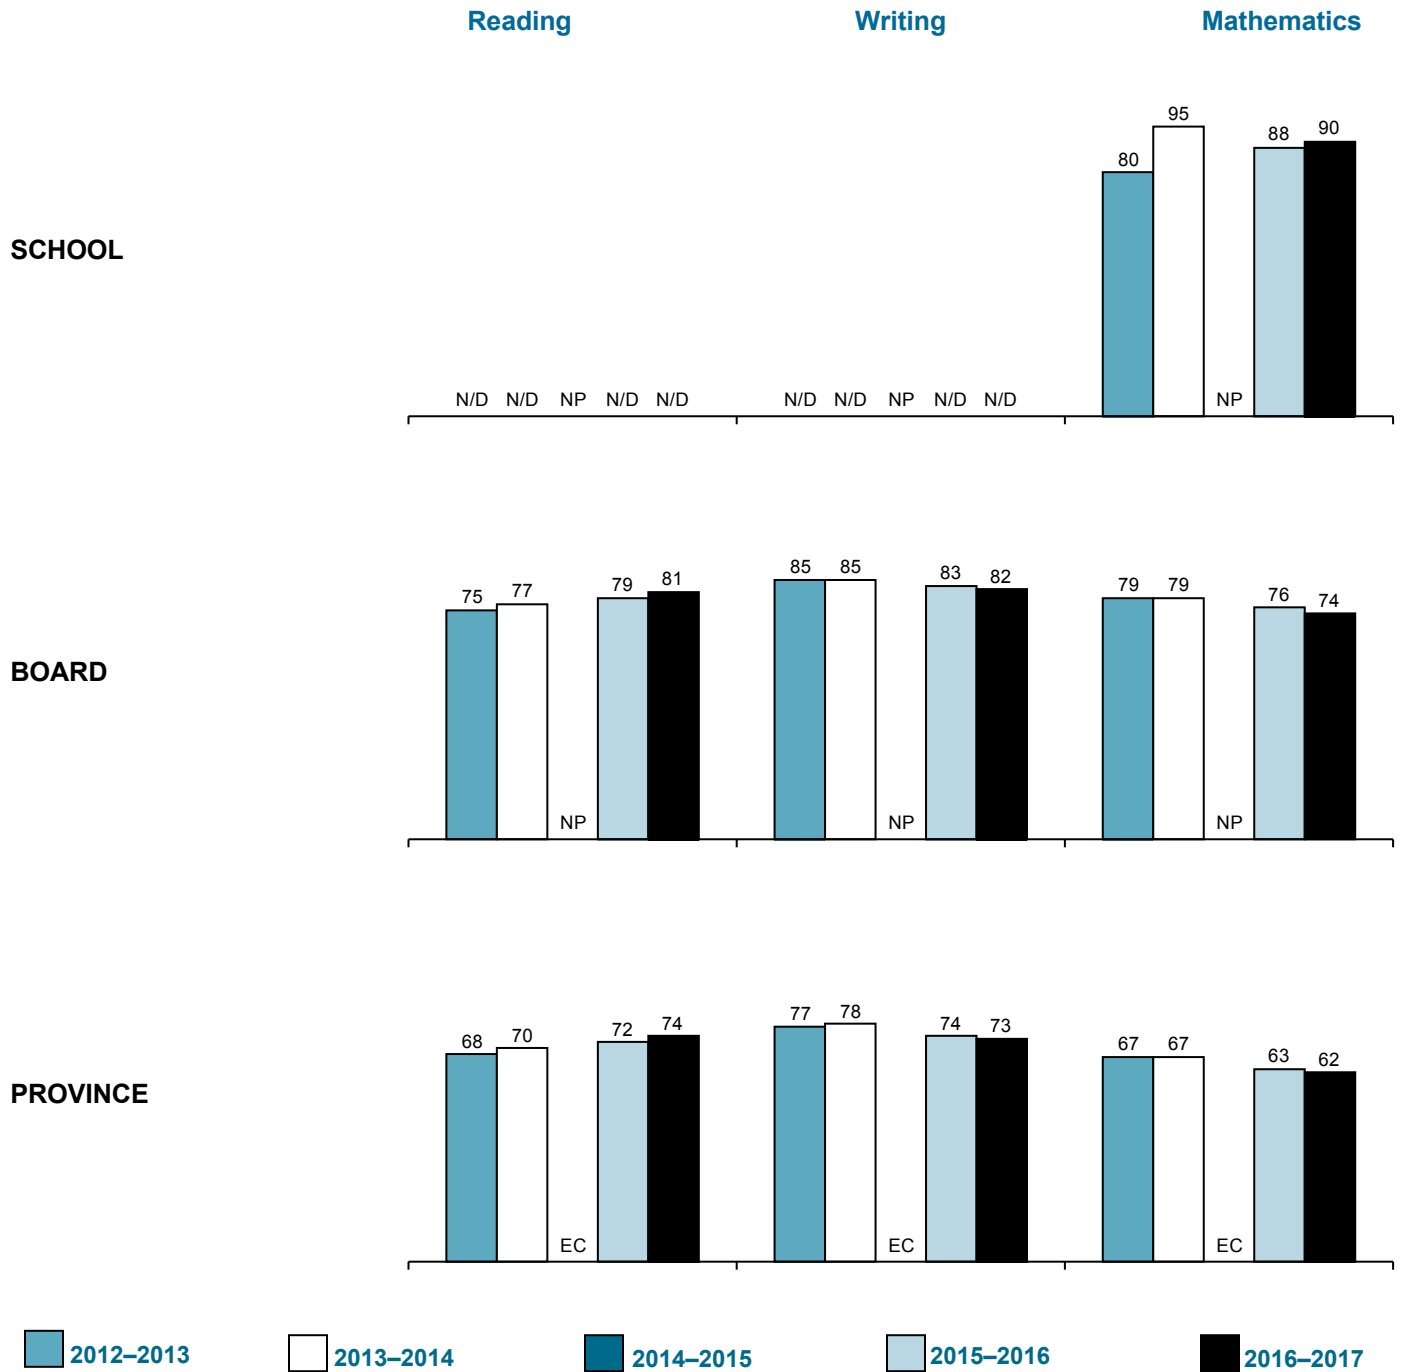 Reading Writing Mathematics
SCHOOL
N/D N/D NP N/D N/D N/D N/D NP N/D N/D 80 95 NP 88 90
BOARD
75 77 NP 79 81 85 85 NP 83 82 79 79 NP 76 74
PROVINCE
68 70 EC 72 74 77 78 EC 74 73 67 67 EC 63 62
2012–2013 2013–2014 2014–2015 2015–2016 2016–2017